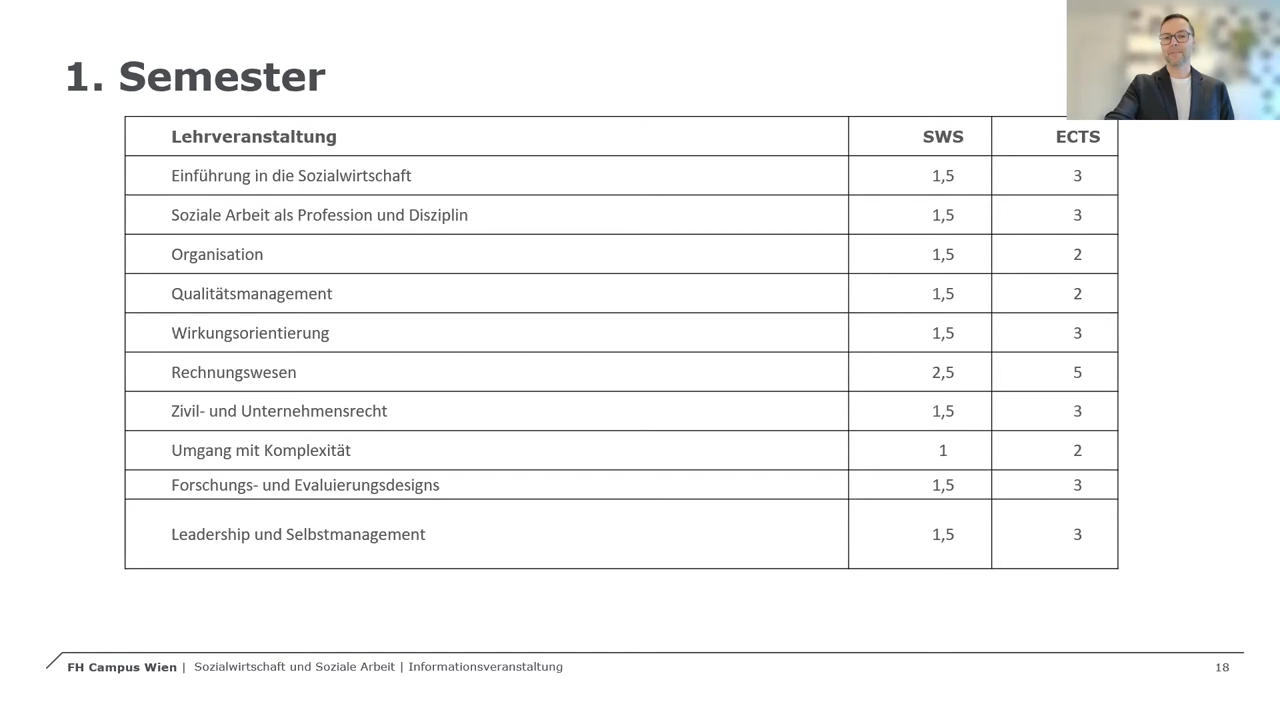 1. Semester
Lehrveranstaltung SWS ECTS
Einführung in die Sozialwirtschaft 1,5 3
Soziale Arbeit als Profession und Disziplin 1,5 3
Organisation 1,5 2
Qualitätsmanagement 1,5 2
Wirkungsorientierung 1,5 3
Rechnungswesen 2,5 5
Zivil- und Unternehmensrecht 1,5 3
Umgang mit Komplexität 1 2
Forschungs- und Evaluierungsdesigns 1,5 3
Leadership und Selbstmanagement 1,5 3
FH Campus Wien | Sozialwirtschaft und Soziale Arbeit | Informationsveranstaltung 18